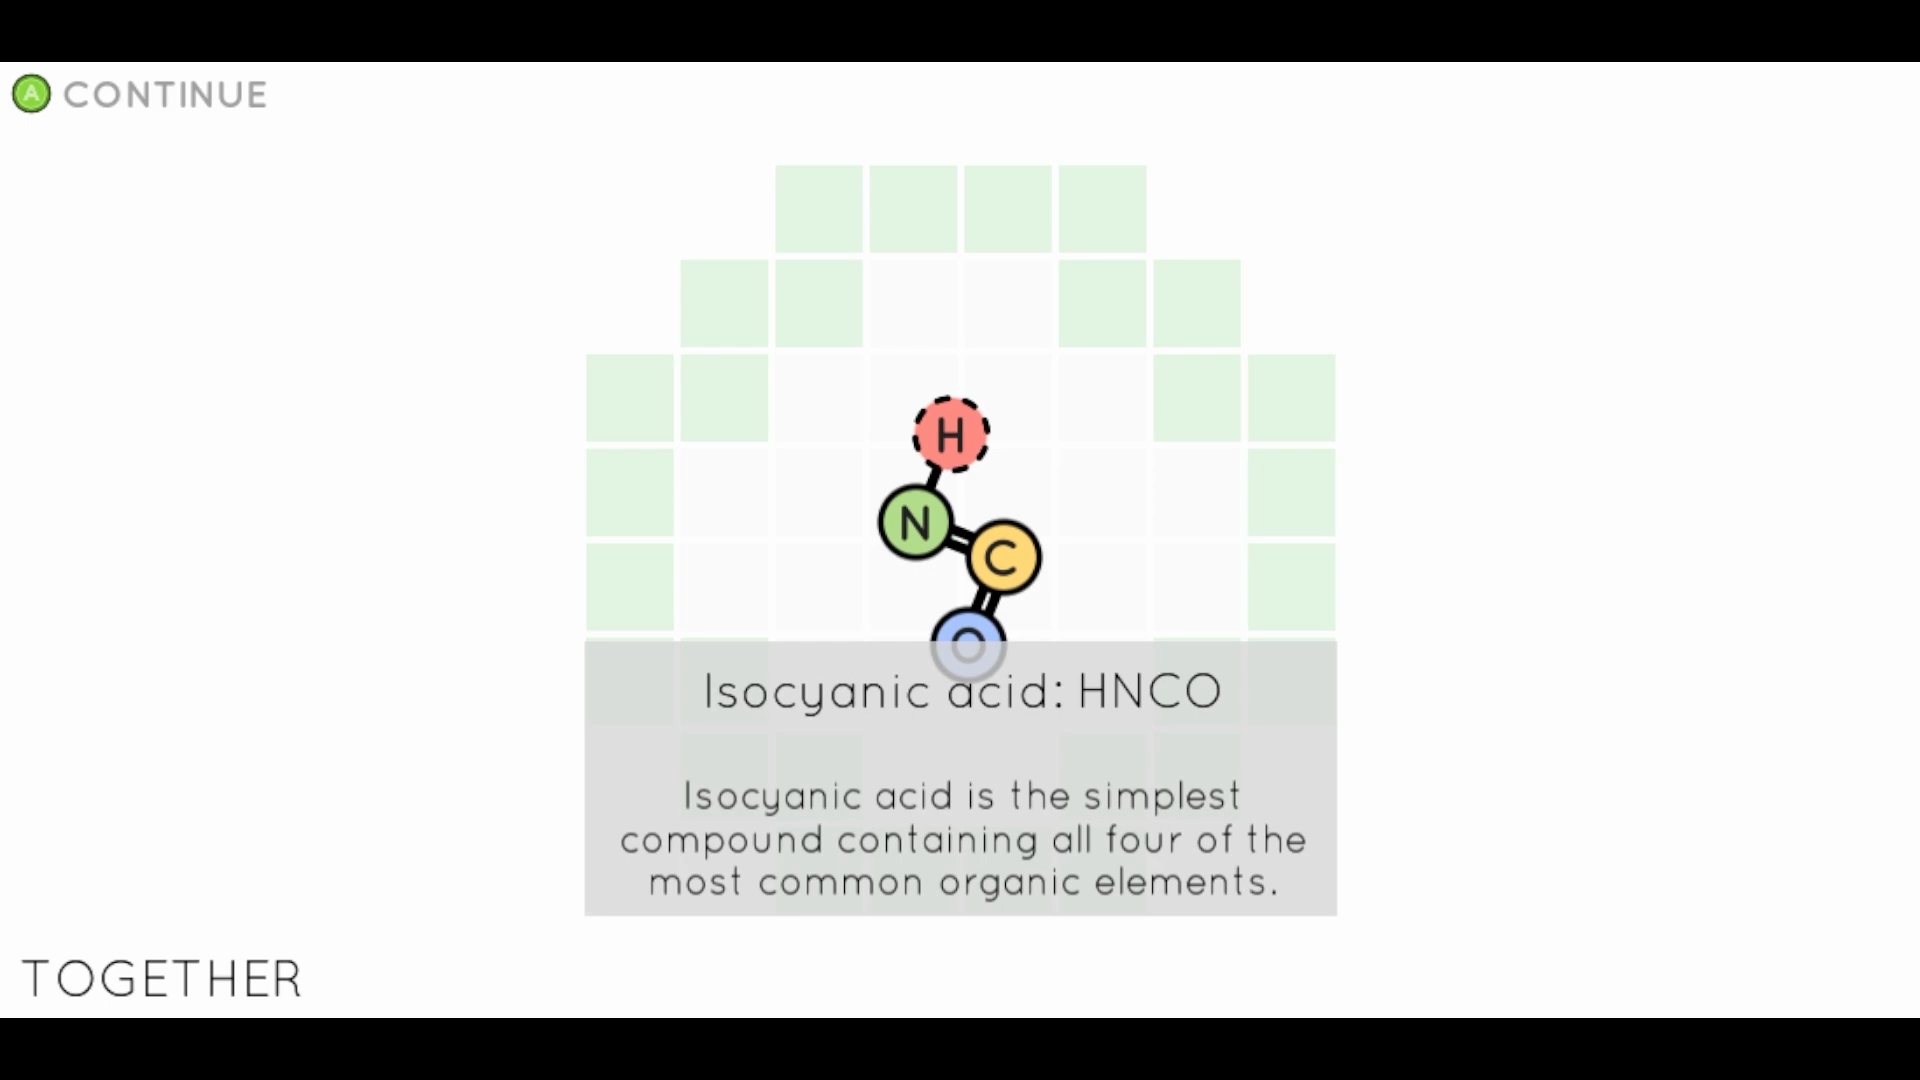 A CONTINUE
H
N
C
O
Isocyanic acid: HNCO
Isocyanic acid is the simplest
compound containing all four of the
most common organic elements.
TOGETHER